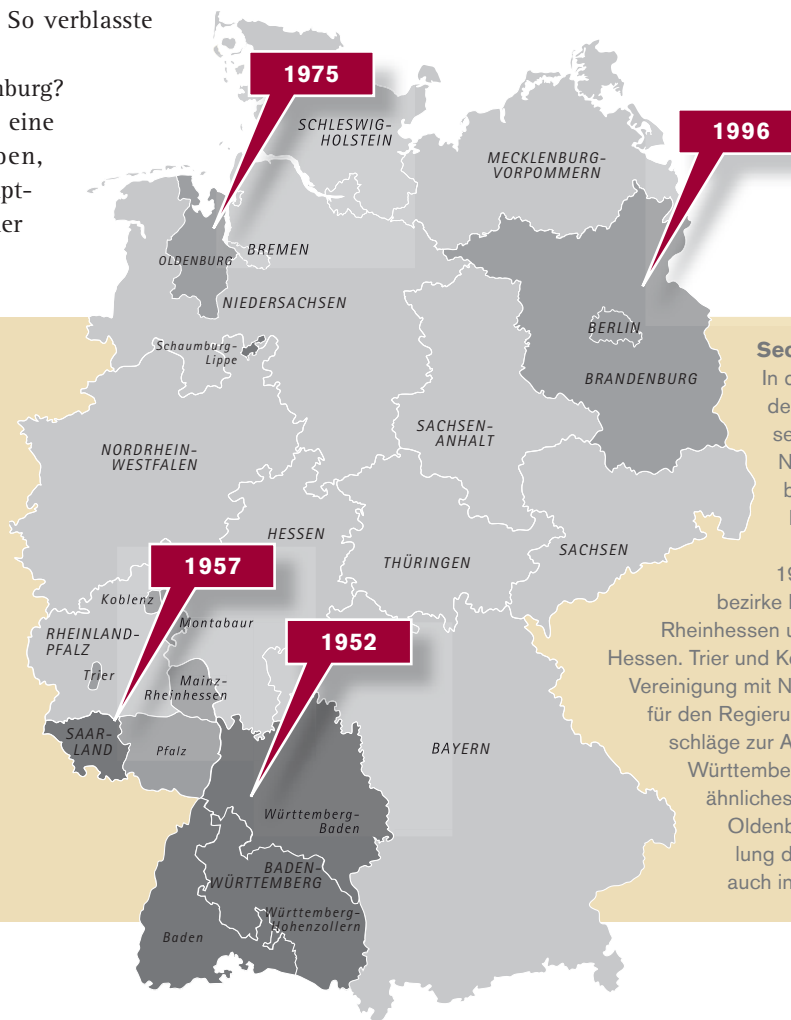 So verblasste
nburg?
eine
ben,
upt-
er
1975
1996
SCHLESWIG-
HOLSTEIN
MECKLENBURG-
VORPOMMERN
OLDENBURG
BREMEN
NIEDERSACHSEN
Schaumburg-
Lippe
BERLIN
BRANDENBURG
NORDRHEIN-
WESTFALEN
SACHSEN-
ANHALT
HESSEN
THÜRINGEN
SACHSEN
1957
1952
Koblenz
Montabaur
RHEINLAND-
PFALZ
Trier
Mainz-
Rheinhessen
SAAR-
LAND
Pfalz
BAYERN
Württemberg-
Baden
BADEN-
WÜRTTEMBERG
Württemberg-
Hohenzollern
Baden
Sec
In d
de
se
N
b
19
bezirke
Rheinhessen u
Hessen. Trier und Ko
Vereinigung mit N
für den Regieru
schläge zur A
Württembe
ähnliches
Oldenb
lung d
auch in